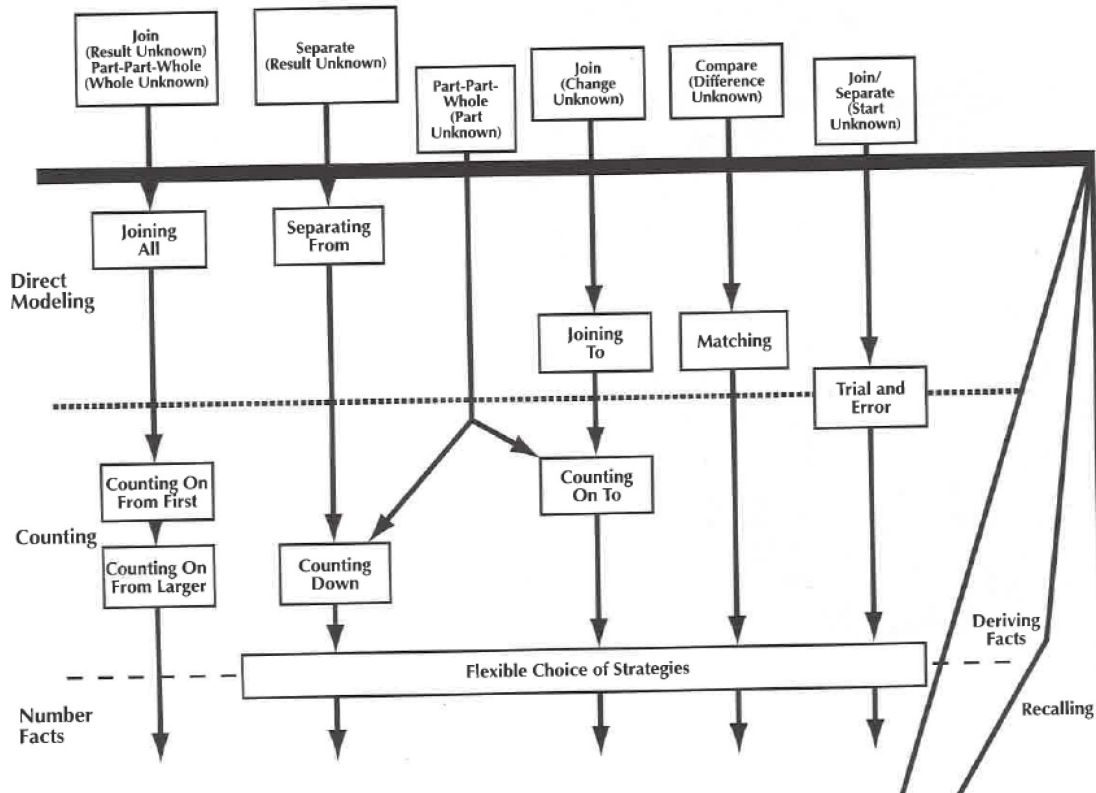 Join
(Result Unknown)
Part-Part-Whole
(Whole Unknown)
Separate
(Result Unknown)
Part-Part-
Whole
(Part
Unknown)
Join
(Change
Unknown)
Compare
(Difference
Unknown)
Join/
Separate
(Start
Unknown)
Direct
Modeling
Joining
All
Separating
From
Joining
To
Matching
Trial and
Error
Counting
Counting On
From First
Counting On
To
Counting On
From Larger
Counting
Down
Deriving
Facts
Flexible Choice of Strategies
Number
Facts
Recalling